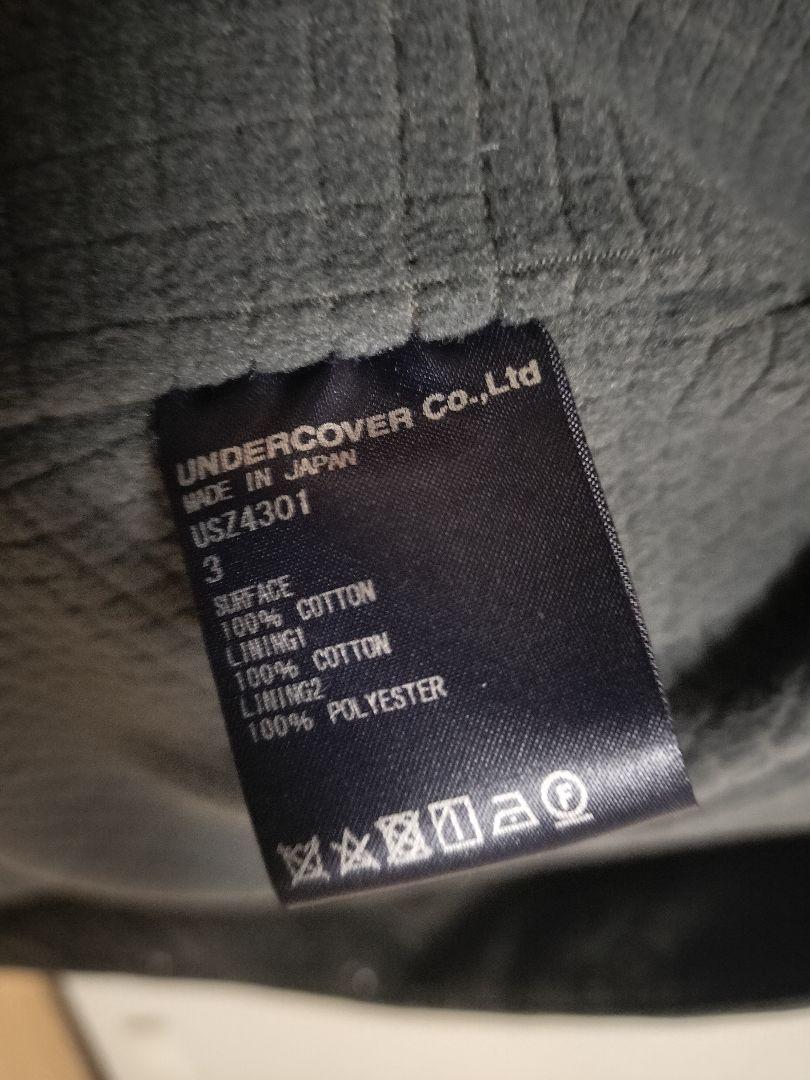 UNDERCOVER Co.,Ltd
MADE IN JAPAN
USZ4301
3
SURFACE
100% COTTON
LINING1
100% COTTON
LINING2
100% POLYESTER
F